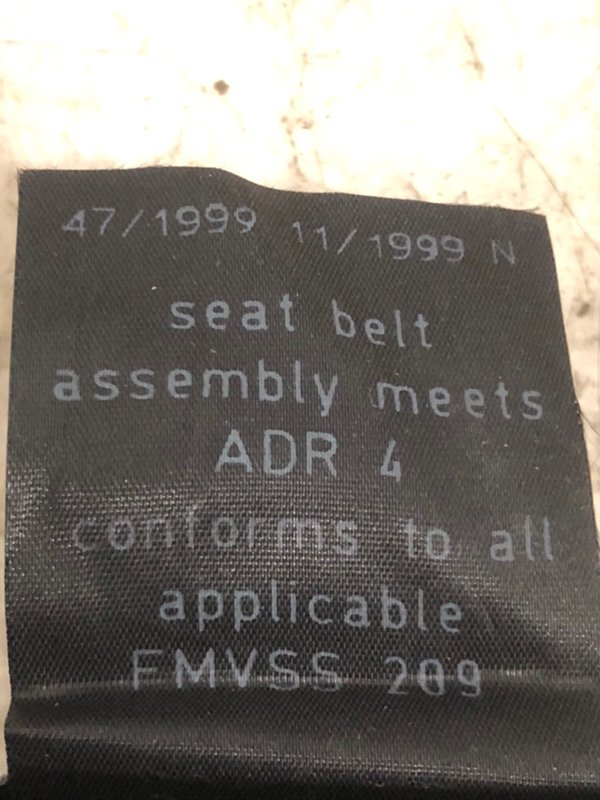 47/1999 11/1999 N
seat belt
assembly meets
ADR 4
conforms to all
applicable
FMVSS 209